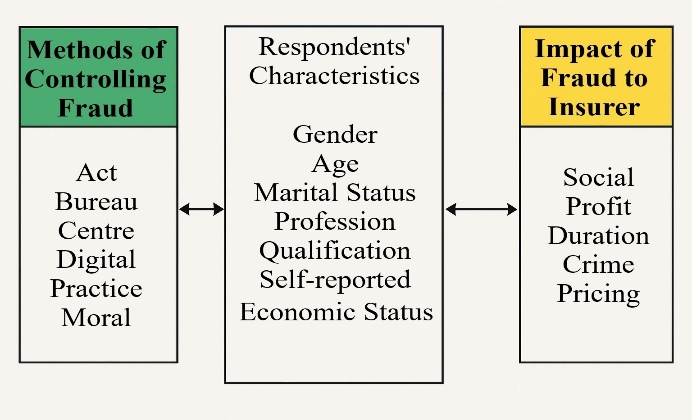 Methods of
Controlling
Fraud
Act
Bureau
Centre
Digital
Practice
Moral
Respondents'
Characteristics
Gender
Age
Marital Status
Profession
Qualification
Self-reported
Economic Status
Impact of
Fraud to
Insurer
Social
Profit
Duration
Crime
Pricing